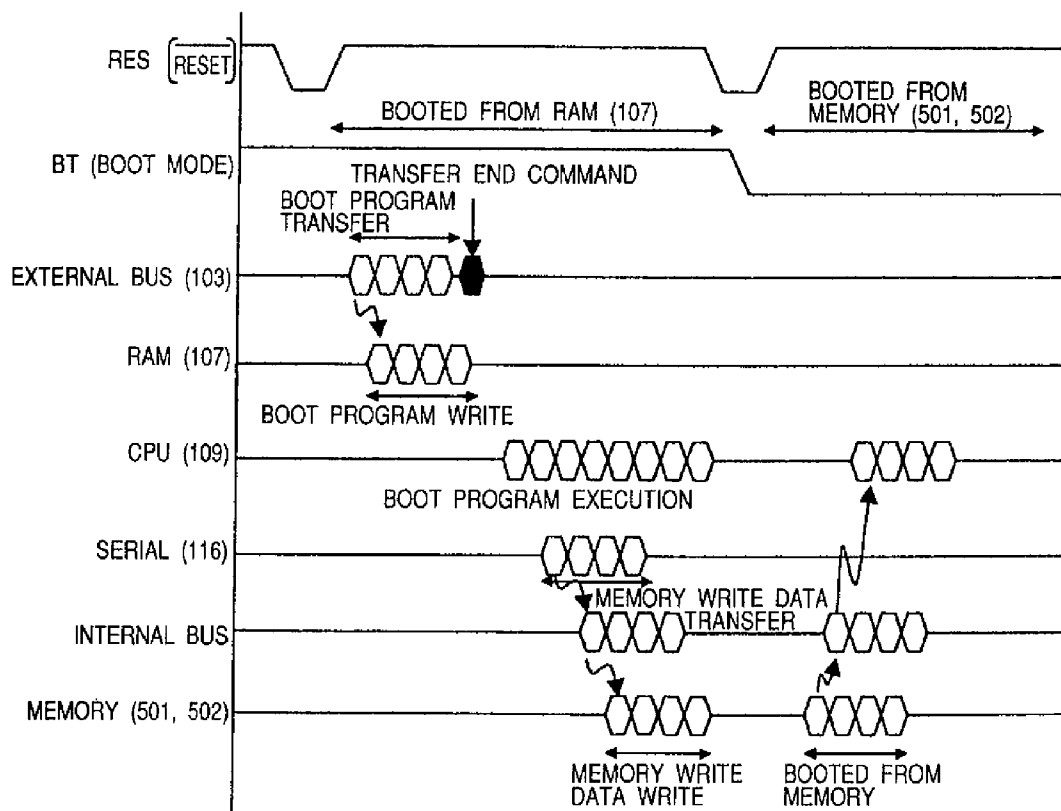 RES (RESET)
BOOTED FROM RAM (107)
BOOTED FROM
MEMORY (501, 502)
BT (BOOT MODE)
TRANSFER END COMMAND
BOOT PROGRAM
TRANSFER
EXTERNAL BUS (103)
RAM (107)
BOOT PROGRAM WRITE
CPU (109)
BOOT PROGRAM EXECUTION
SERIAL (116)
MEMORY WRITE DATA
TRANSFER
INTERNAL BUS
MEMORY (501, 502)
MEMORY WRITE
DATA WRITE
BOOTED FROM
MEMORY